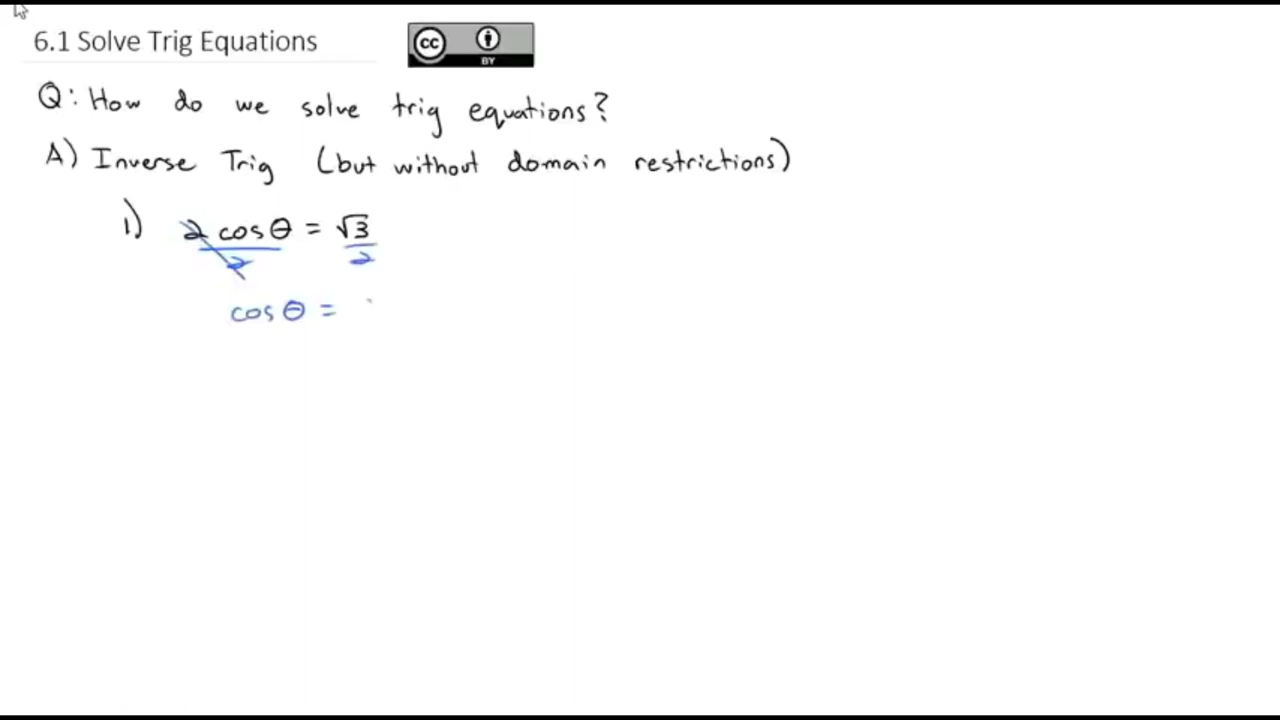 6.1 Solve Trig Equations
cc BY
Q: How do we solve trig equations?
A) Inverse Trig (but without domain restrictions)
1) 2 cos θ = √3
2 2
cos θ =